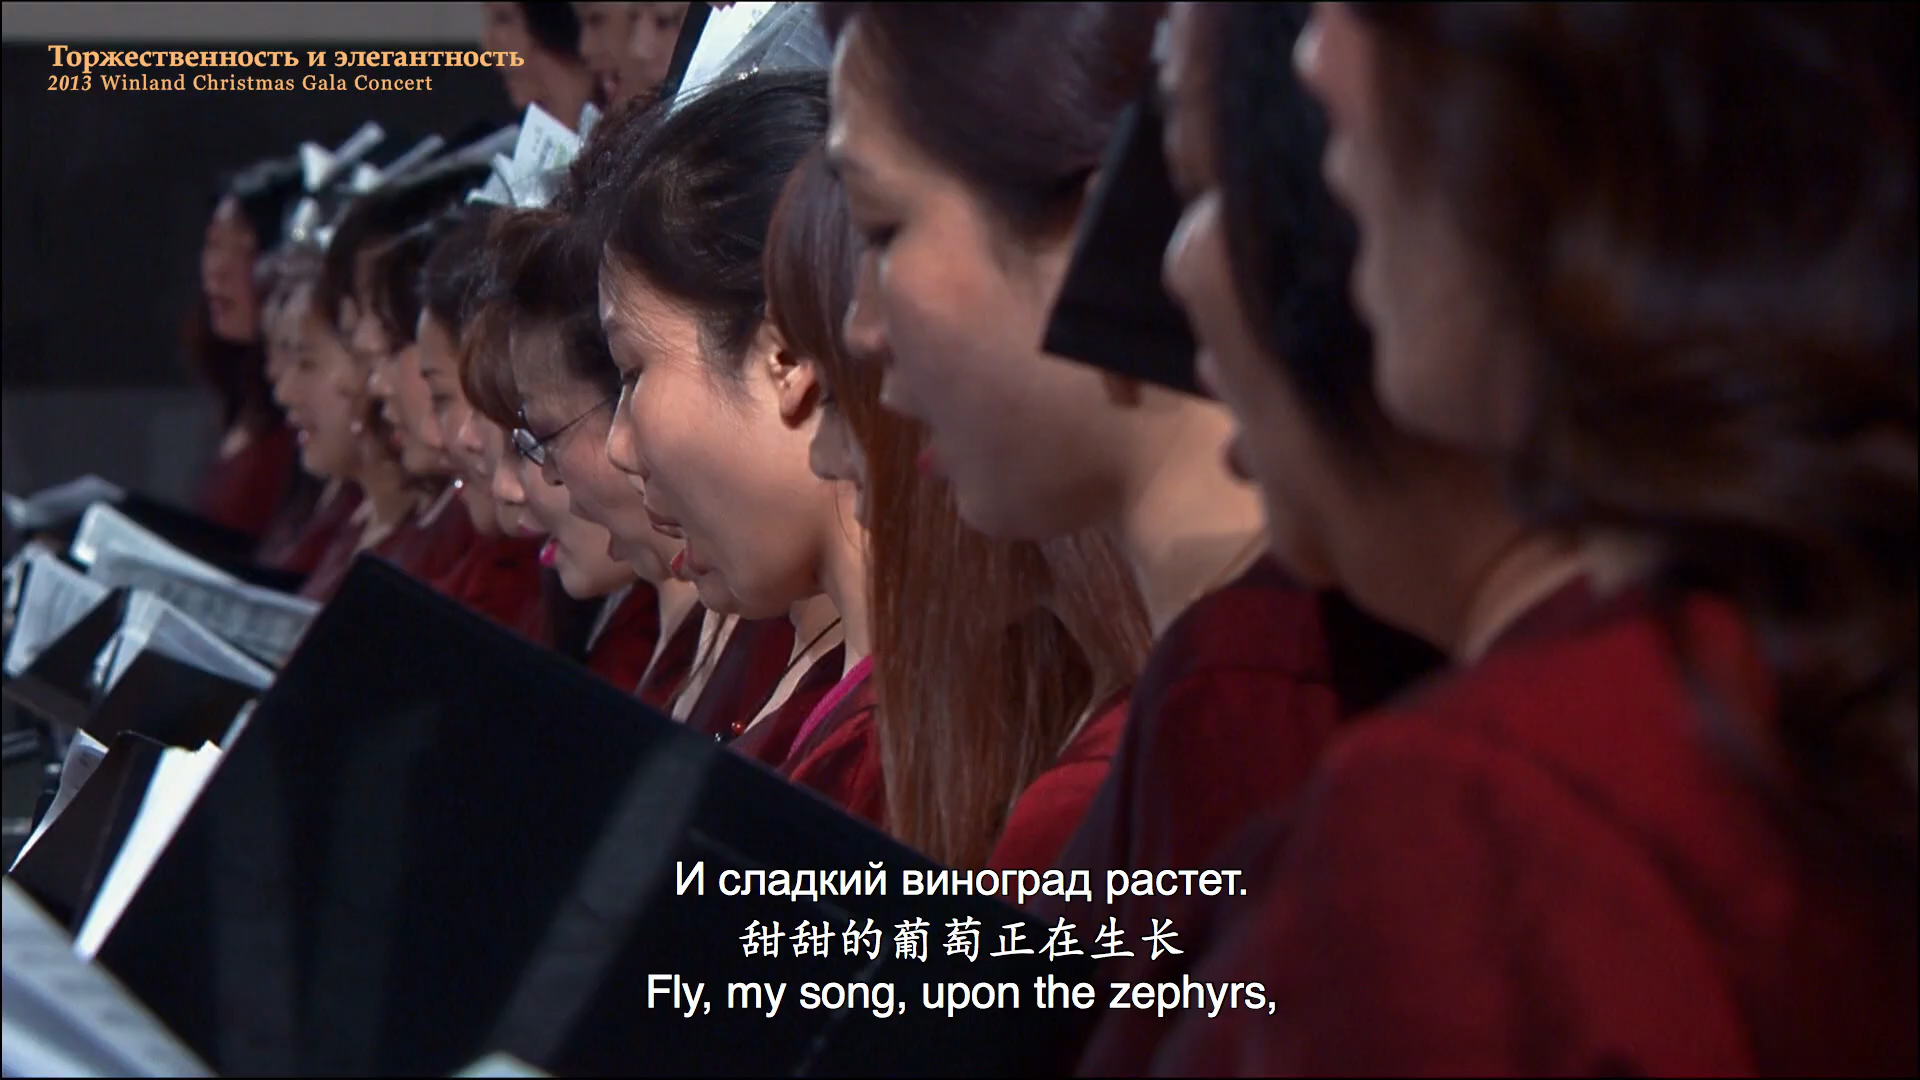 Торжественность и элегантность
2013 Winland Christmas Gala Concert
И сладкий виноград растет.
甜甜的葡萄正在生长
Fly, my song, upon the zephyrs,